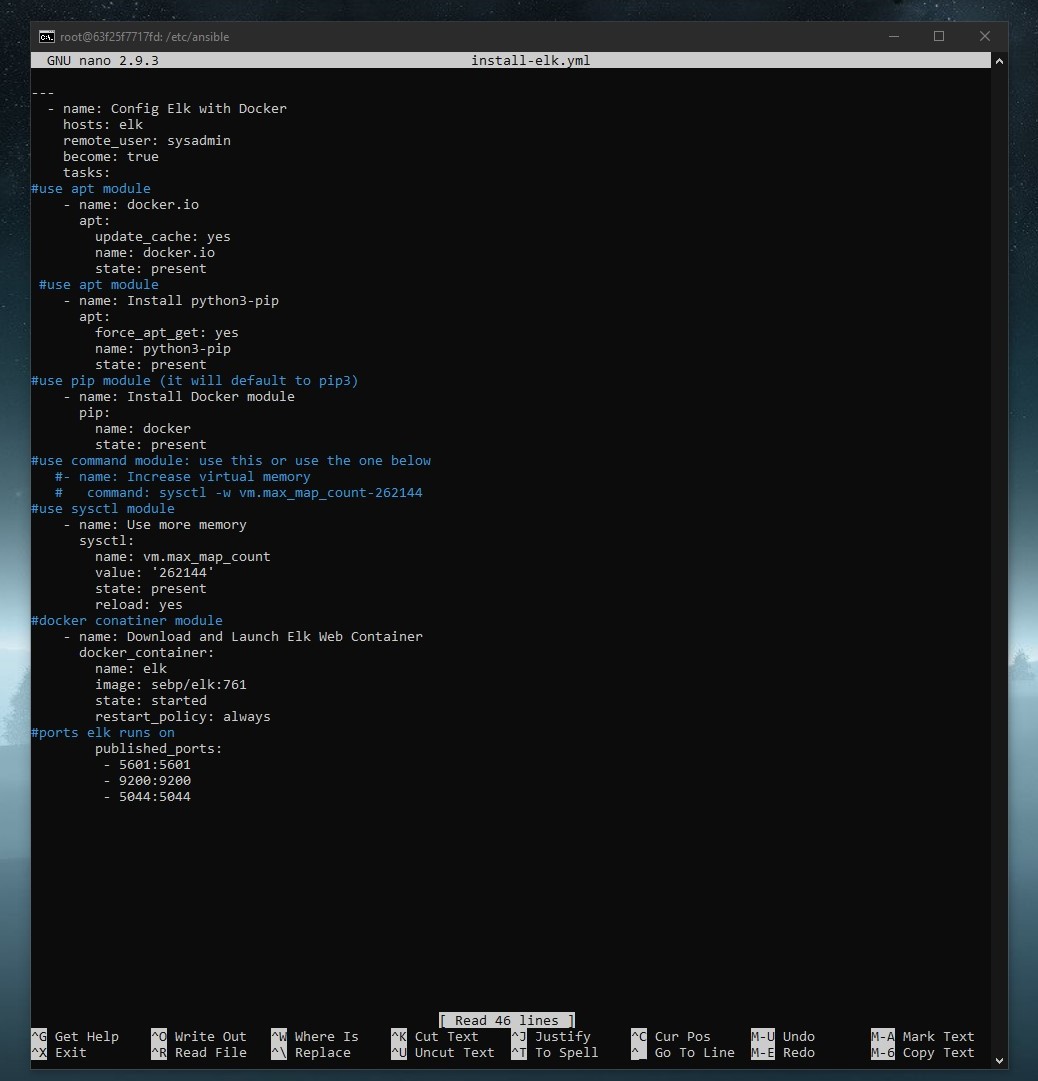 root@63f25f7717fd: /etc/ansible
GNU nano 2.9.3 install-elk.yml
---
  - name: Config Elk with Docker
    hosts: elk
    remote_user: sysadmin
    become: true
    tasks:
#use apt module
    - name: docker.io
      apt:
        update_cache: yes
        name: docker.io
        state: present
 #use apt module
    - name: Install python3-pip
      apt:
        force_apt_get: yes
        name: python3-pip
        state: present
#use pip module (it will default to pip3)
    - name: Install Docker module
      pip:
        name: docker
        state: present
#use command module: use this or use the one below
   #- name: Increase virtual memory
   #   command: sysctl -w vm.max_map_count-262144
#use sysctl module
    - name: Use more memory
      sysctl:
        name: vm.max_map_count
        value: '262144'
        state: present
        reload: yes
#docker conatiner module
    - name: Download and Launch Elk Web Container
      docker_container:
        name: elk
        image: sebp/elk:761
        state: started
        restart_policy: always
#ports elk runs on
        published_ports:
         - 5601:5601
         - 9200:9200
         - 5044:5044
[ Read 46 lines ]
^G Get Help ^O Write Out ^W Where Is ^K Cut Text ^J Justify ^C Cur Pos M-U Undo M-A Mark Text
^X Exit ^R Read File ^\ Replace ^U Uncut Text ^T To Spell ^_ Go To Line M-E Redo M-6 Copy Text